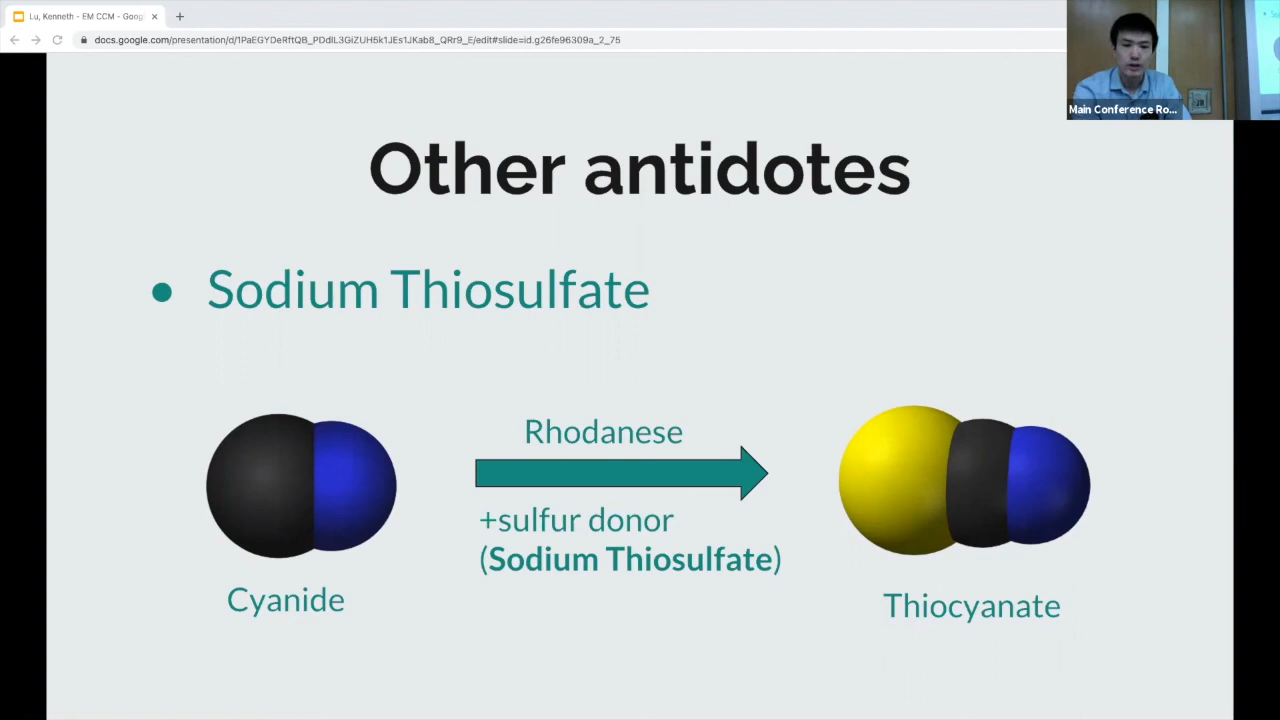 Lu, Kenneth - EM CCM - Goog
docs.google.com/presentation/d/1PaEGYDeRftQB_PDdlL3GiZUH5k1JEs1JKab8_QRr9_E/edit#slide=id.g26fe96309a_2_75
Main Conference Ro...
Other antidotes
● Sodium Thiosulfate
Rhodanese
+sulfur donor
(Sodium Thiosulfate)
Cyanide
Thiocyanate